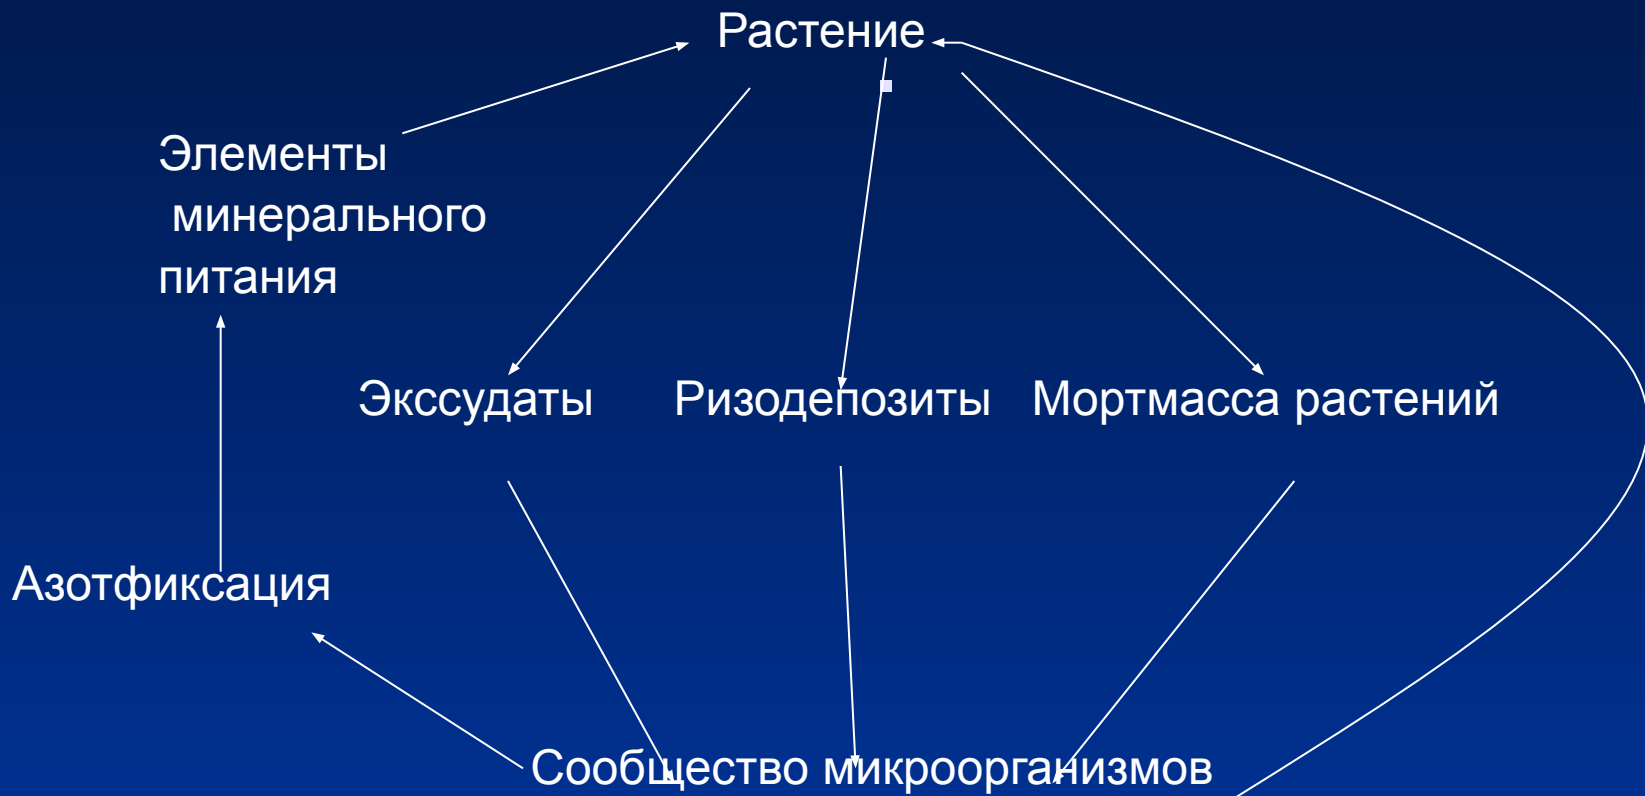 Растение
Элементы
минерального
питания
Экссудаты
Ризодепозиты
Мортмасса растений
Азотфиксация
Сообщество микроорганизмов